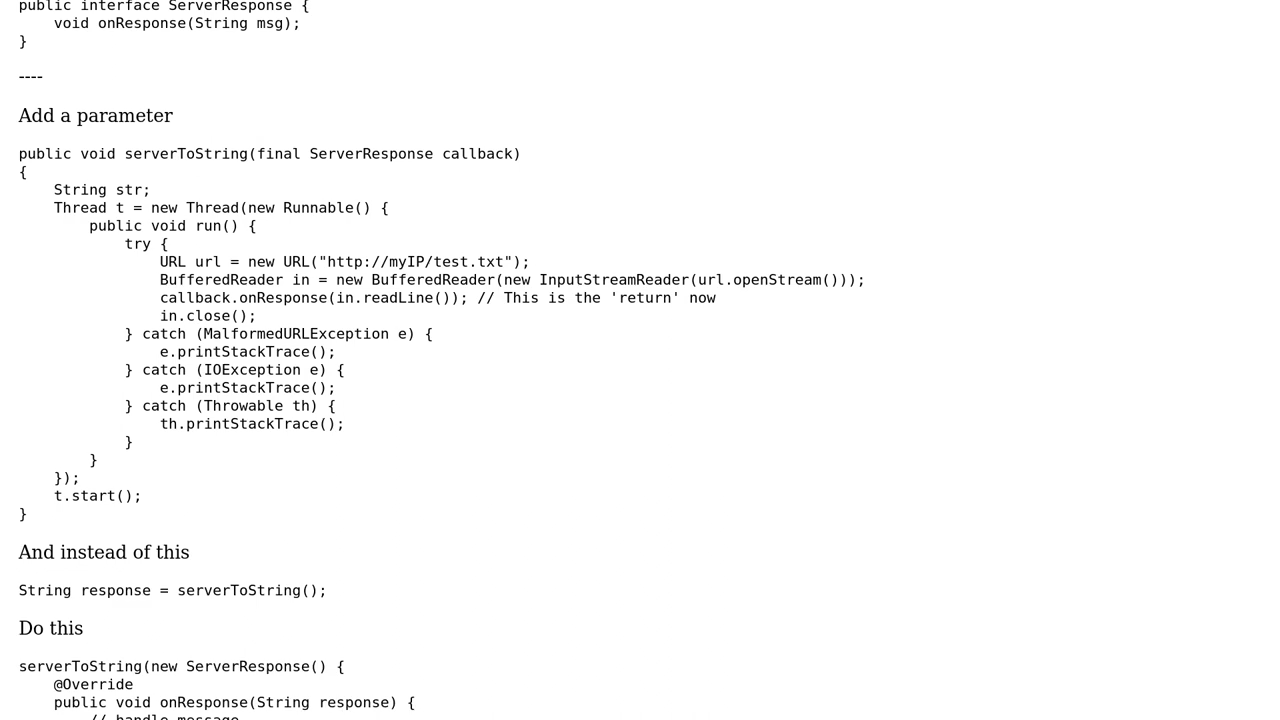 public interface ServerResponse {
    void onResponse(String msg);
}
----
Add a parameter
public void serverToString(final ServerResponse callback)
{
    String str;
    Thread t = new Thread(new Runnable() {
        public void run() {
            try {
                URL url = new URL("http://myIP/test.txt");
                BufferedReader in = new BufferedReader(new InputStreamReader(url.openStream()));
                callback.onResponse(in.readLine()); // This is the 'return' now
                in.close();
            } catch (MalformedURLException e) {
                e.printStackTrace();
            } catch (IOException e) {
                e.printStackTrace();
            } catch (Throwable th) {
                th.printStackTrace();
            }
        }
    });
    t.start();
}
And instead of this
String response = serverToString();
Do this
serverToString(new ServerResponse() {
    @Override
    public void onResponse(String response) {
        // handle message